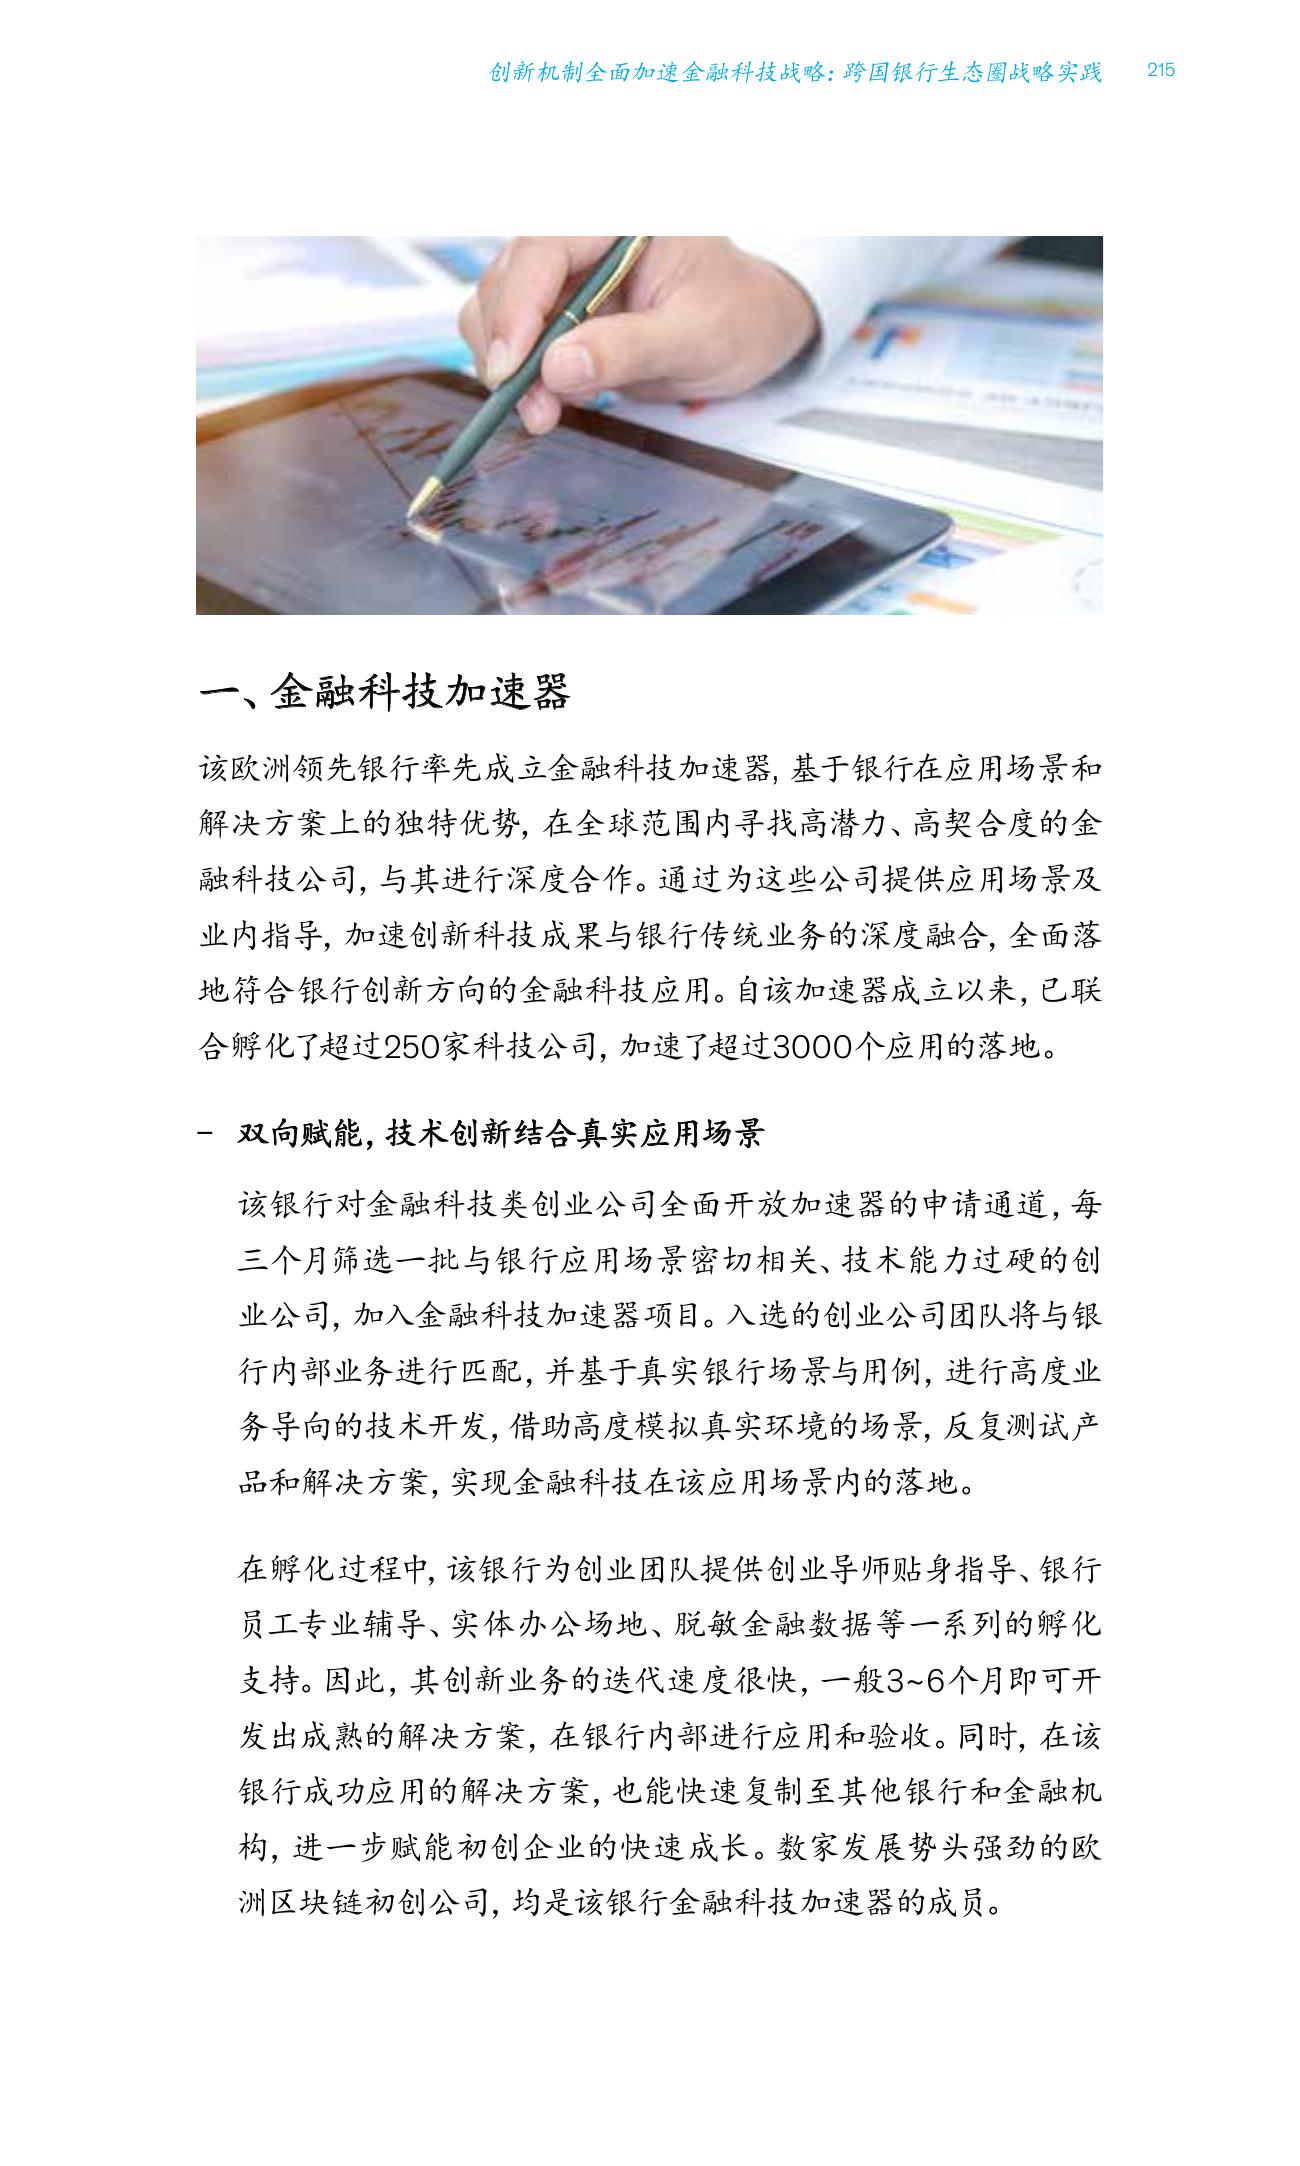 创新机制全面加速金融科技战略：跨国银行生态圈战略实践 215
一、金融科技加速器
该欧洲领先银行率先成立金融科技加速器，基于银行在应用场景和
解决方案上的独特优势，在全球范围内寻找高潜力、高契合度的金
融科技公司，与其进行深度合作。通过为这些公司提供应用场景及
业内指导，加速创新科技成果与银行传统业务的深度融合，全面落
地符合银行创新方向的金融科技应用。自该加速器成立以来，已联
合孵化了超过250家科技公司，加速了超过3000个应用的落地。
– 双向赋能，技术创新结合真实应用场景
该银行对金融科技类创业公司全面开放加速器的申请通道，每
三个月筛选一批与银行应用场景密切相关、技术能力过硬的创
业公司，加入金融科技加速器项目。入选的创业公司团队将与银
行内部业务进行匹配，并基于真实银行场景与用例，进行高度业
务导向的技术开发，借助高度模拟真实环境的场景，反复测试产
品和解决方案，实现金融科技在该应用场景内的落地。
在孵化过程中，该银行为创业团队提供创业导师贴身指导、银行
员工专业辅导、实体办公场地、脱敏金融数据等一系列的孵化
支持。因此，其创新业务的迭代速度很快，一般3~6个月即可开
发出成熟的解决方案，在银行内部进行应用和验收。同时，在该
银行成功应用的解决方案，也能快速复制至其他银行和金融机
构，进一步赋能初创企业的快速成长。数家发展势头强劲的欧
洲区块链初创公司，均是该银行金融科技加速器的成员。